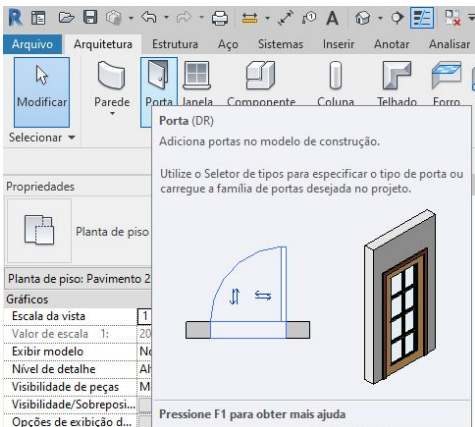 R
A
Arquivo Arquitetura Estrutura Aço Sistemas Inserir Anotar Analisar
Modificar Parede Porta Janela Componente Coluna Telhado Forro
Selecionar
Porta (DR)
Adiciona portas no modelo de construção.
Utilize o Seletor de tipos para especificar o tipo de porta ou
carregue a família de portas desejada no projeto.
Propriedades
Planta de piso
Planta de piso: Pavimento 2
Gráficos
Escala da vista 1
Valor de escala 1: 20
Exibir modelo No
Nível de detalhe
Visibilidade de peças M
Visibilidade/Sobreposi...
Opções de exibição d...
Pressione F1 para obter mais ajuda